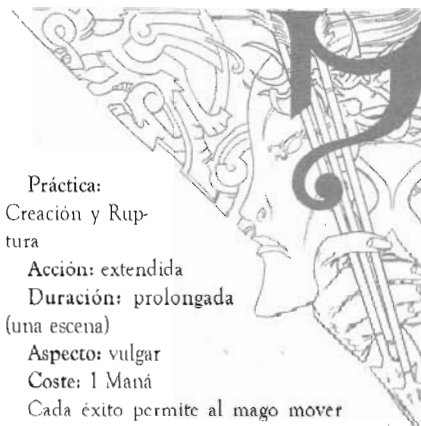 Práctica:
Creación y Rup-
tura
Acción: extendida
Duración: prolongada
(una escena)
Aspecto: vulgar
Coste: 1 Maná
Cada éxito permite al mago mover